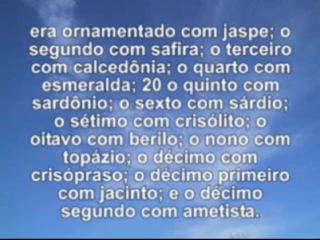 era ornamentado com jaspe; o
segundo com safira; o terceiro
com calcedônia; o quarto com
esmeralda; 20 o quinto com
sardônio; o sexto com sárdio;
o sétimo com crisólito; o
oitavo com berilo; o nono com
topázio; o décimo com
crisópraso; o décimo primeiro
com jacinto; e o décimo
segundo com ametista.